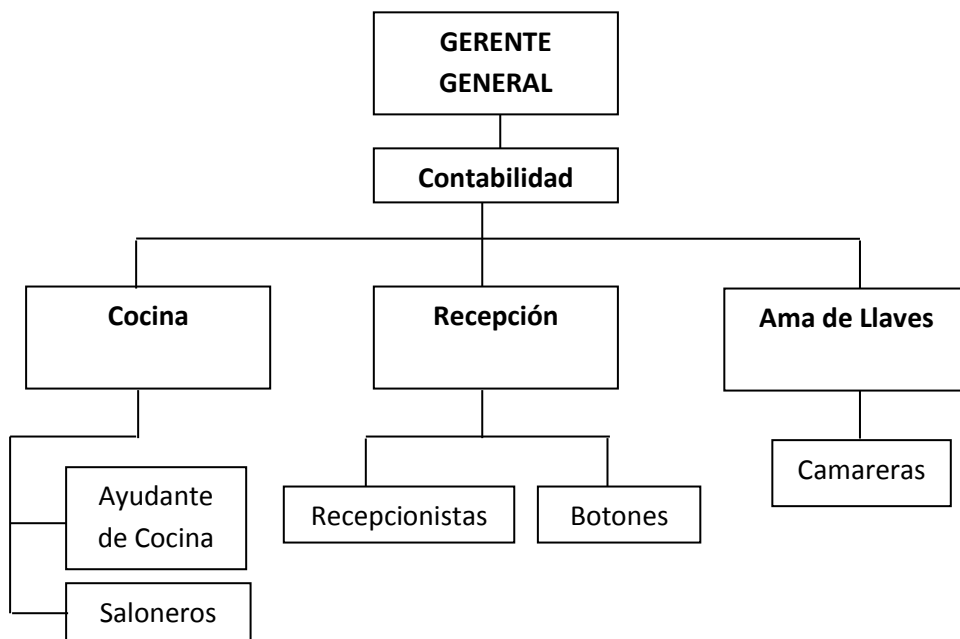 GERENTE
GENERAL
Contabilidad
Cocina
Recepción
Ama de Llaves
Ayudante
de Cocina
Saloneros
Recepcionistas
Botones
Camareras